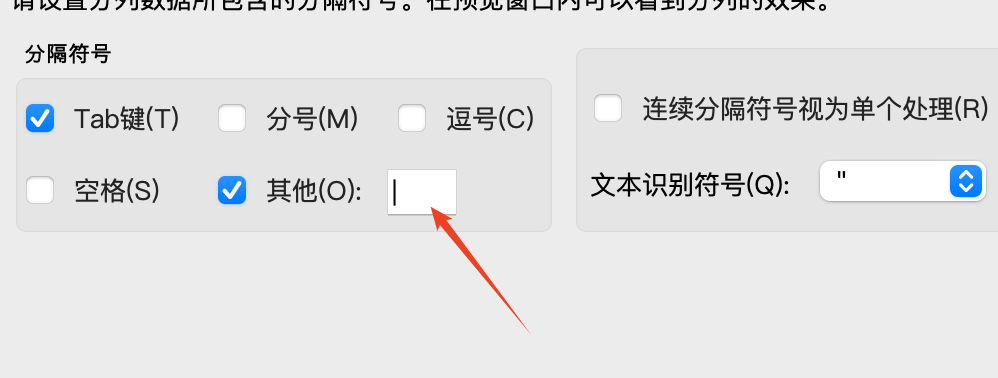 请设置分列数据所包含的分隔符号。在预览窗口内可以看到分列的效果。
分隔符号
Tab键(T) 分号(M) 逗号(C)
连续分隔符号视为单个处理(R)
空格(S) 其他(O): |
文本识别符号(Q): "